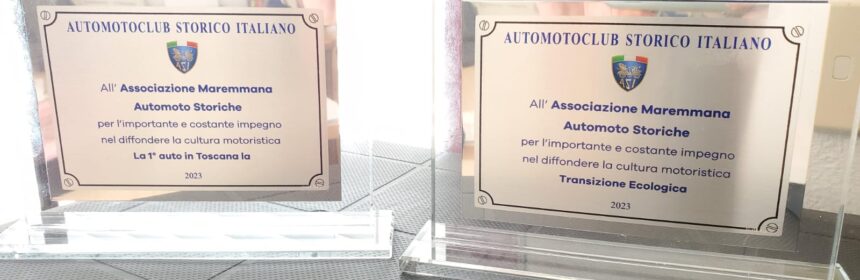 AUTOMOTOCLUB STORICO ITALIANO
ASI
All' Associazione Maremmana
Automoto Storiche
per l'importante e costante impegno
nel diffondere la cultura motoristica
La 1° auto in Toscana la
2023
AUTOMOTOCLUB STORICO ITALIANO
ASI
All' Associazione Maremmana
Automoto Storiche
per l'importante e costante impegno
nel diffondere la cultura motoristica
Transizione Ecologica
2023